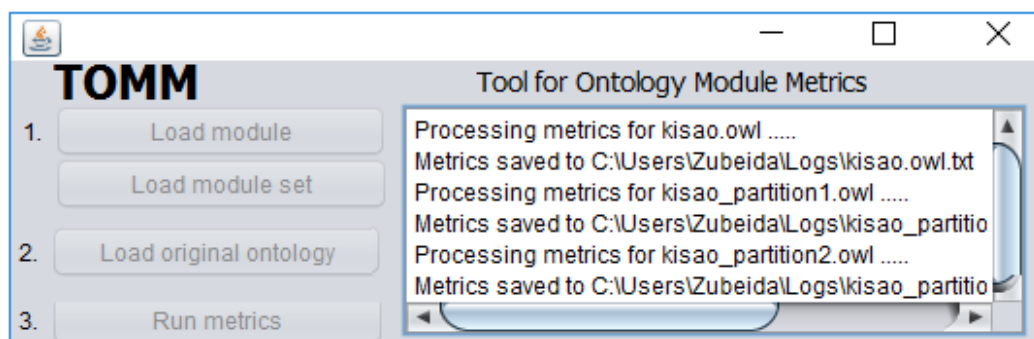 TOMM
Tool for Ontology Module Metrics
1. Load module
Load module set
2. Load original ontology
3. Run metrics
Processing metrics for kisao.owl .....
Metrics saved to C:\Users\Zubeida\Logs\kisao.owl.txt
Processing metrics for kisao_partition1.owl .....
Metrics saved to C:\Users\Zubeida\Logs\kisao_partitio
Processing metrics for kisao_partition2.owl .....
Metrics saved to C:\Users\Zubeida\Logs\kisao_partitio